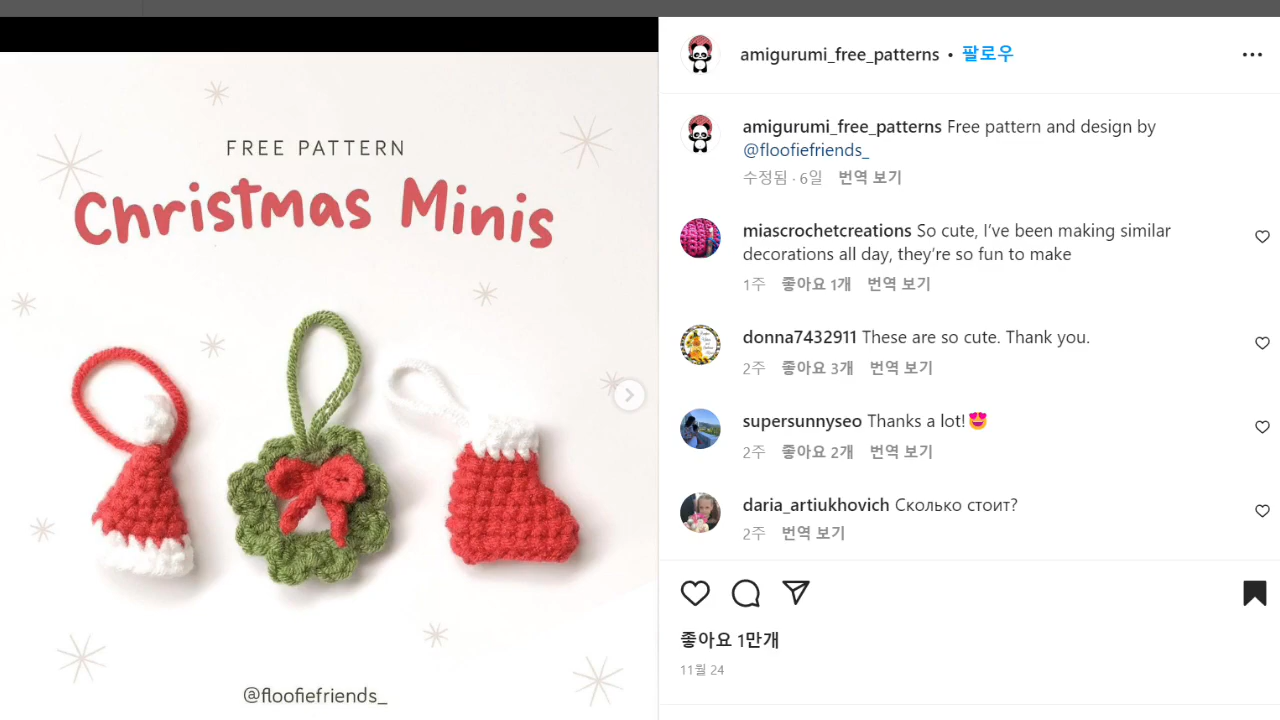 FREE PATTERN
Christmas Minis
@floofiefriends_
amigurumi_free_patterns • 팔로우
amigurumi_free_patterns Free pattern and design by
@floofiefriends_
수정됨 · 6일 번역 보기
miascrochetcreations So cute, I’ve been making similar
decorations all day, they’re so fun to make
1주 좋아요 1개 번역 보기
donna7432911 These are so cute. Thank you.
2주 좋아요 3개 번역 보기
supersunnyseo Thanks a lot!😍
2주 좋아요 2개 번역 보기
daria_artiukhovich Сколько стоит?
2주 번역 보기
좋아요 1만개
11월 24